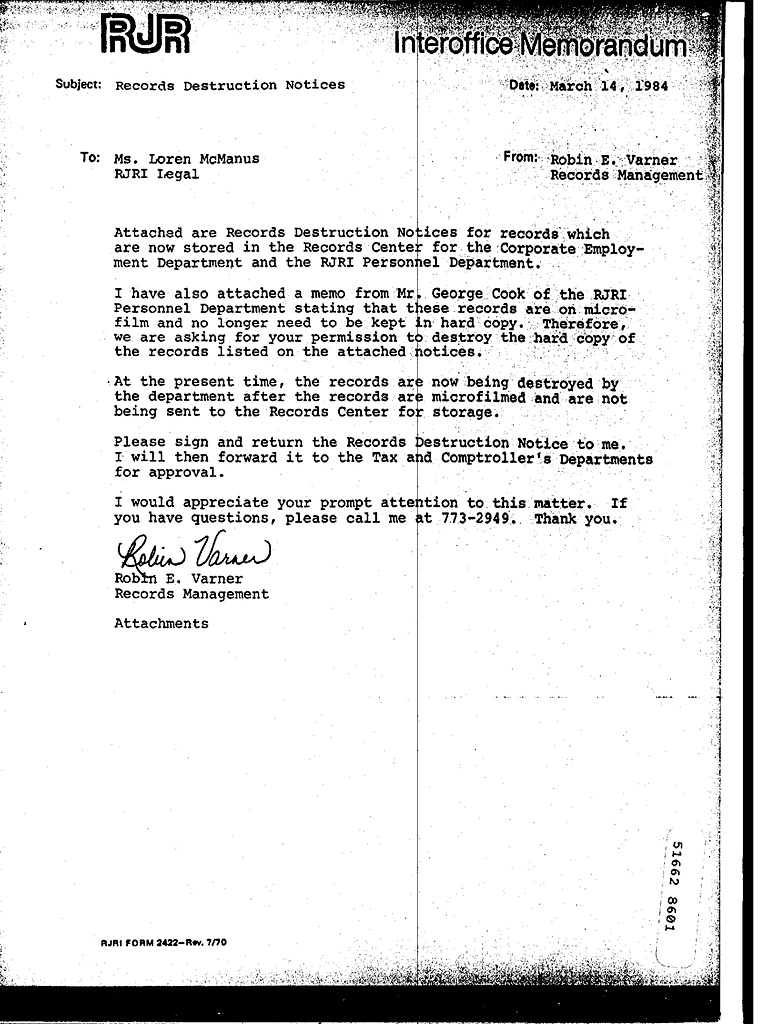 RJR
Interoffice Memorandum
Subject: Records Destruction Notices
Date: March 14, 1984
To: Ms. Loren McManus
RJRI Legal
From: Robin E. Varner
Records Management
Attached are Records Destruction Notices for records which
are now stored in the Records Center for the Corporate Employ-
ment Department and the RJRI Personnel Department.
I have also attached a memo from Mr. George Cook of the RJRI
Personnel Department stating that these records are on micro-
film and no longer need to be kept in hard copy. Therefore,
we are asking for your permission to destroy the hard copy of
the records listed on the attached notices.
At the present time, the records are now being destroyed by
the department after the records are microfilmed and are not
being sent to the Records Center for storage.
Please sign and return the Records Destruction Notice to me.
I will then forward it to the Tax and Comptroller's Departments
for approval.
I would appreciate your prompt attention to this matter. If
you have questions, please call me at 773-2949. Thank you.
Robin Varner
Robin E. Varner
Records Management
Attachments
51662 8601
RJRI FORM 2422-Rev. 7/70